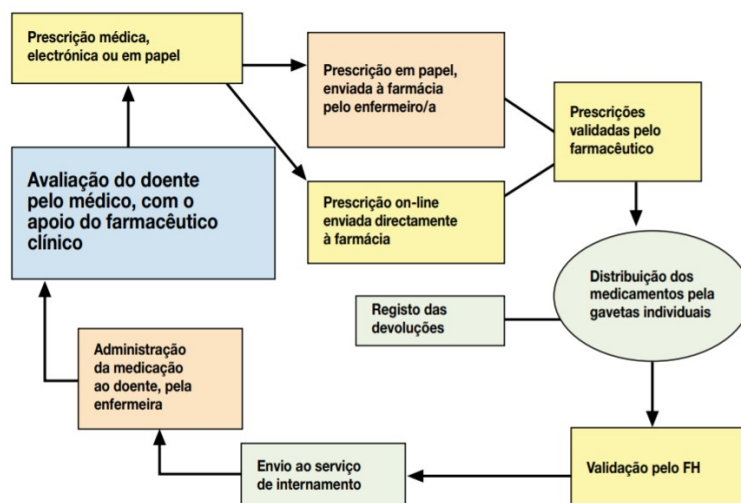 Prescrição médica,
electrónica ou em papel
Prescrição em papel,
enviada à farmácia
pelo enfermeiro/a
Prescrições
validadas pelo
farmacêutico
Avaliação do doente
pelo médico, com o
apoio do farmacêutico
clínico
Prescrição on-line
enviada directamente
à farmácia
Distribuição dos
medicamentos pela
gavetas individuais
Registo das
devoluções
Administração
da medicação
ao doente, pela
enfermeira
Envio ao serviço
de internamento
Validação pelo FH